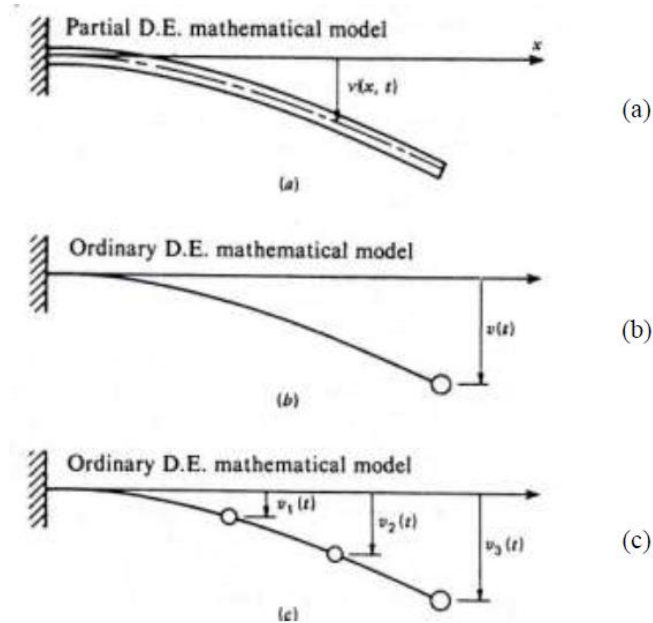 Partial D.E. mathematical model
x
v(x, t)
(a)
(a)
Ordinary D.E. mathematical model
v(t)
(b)
(b)
Ordinary D.E. mathematical model
v₁(t)
v₂(t)
v₃(t)
(c)
(c)